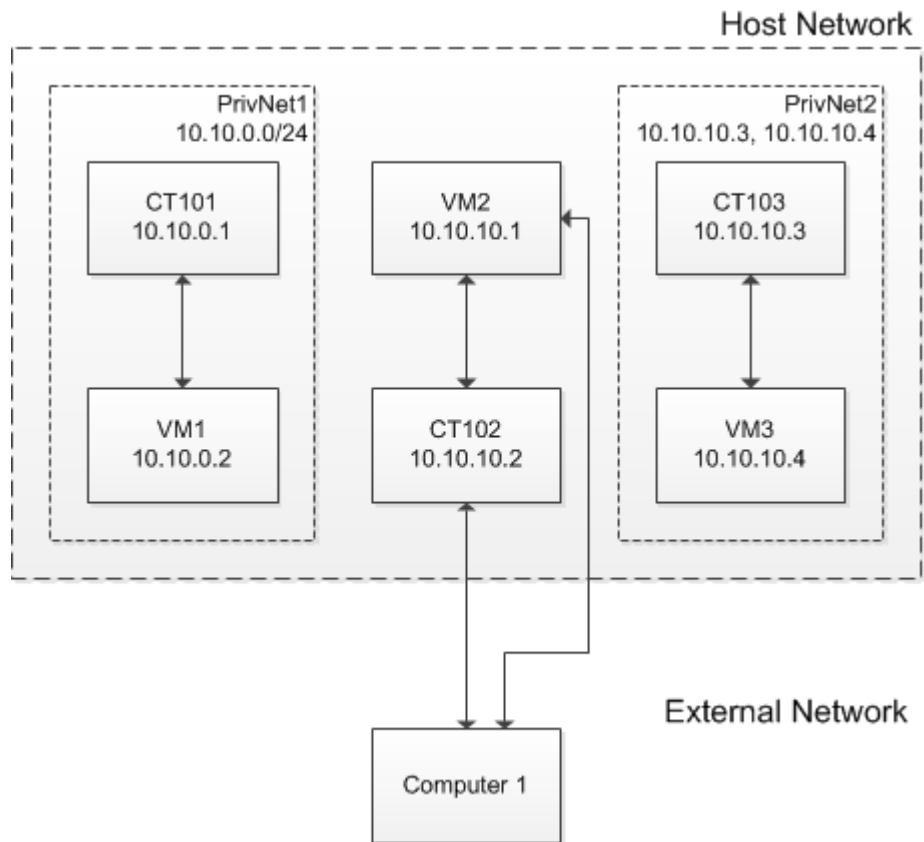 Host Network
PrivNet1
10.10.0.0/24
CT101
10.10.0.1
VM1
10.10.0.2
VM2
10.10.10.1
CT102
10.10.10.2
PrivNet2
10.10.10.3, 10.10.10.4
CT103
10.10.10.3
VM3
10.10.10.4
External Network
Computer 1